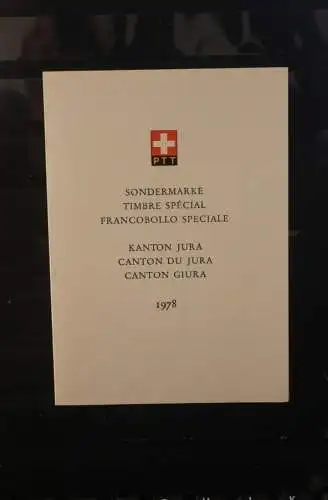 PTT
SONDERMARKE
TIMBRE SPÉCIAL
FRANCOBOLLO SPECIALE
KANTON JURA
CANTON DU JURA
CANTON GIURA
1978